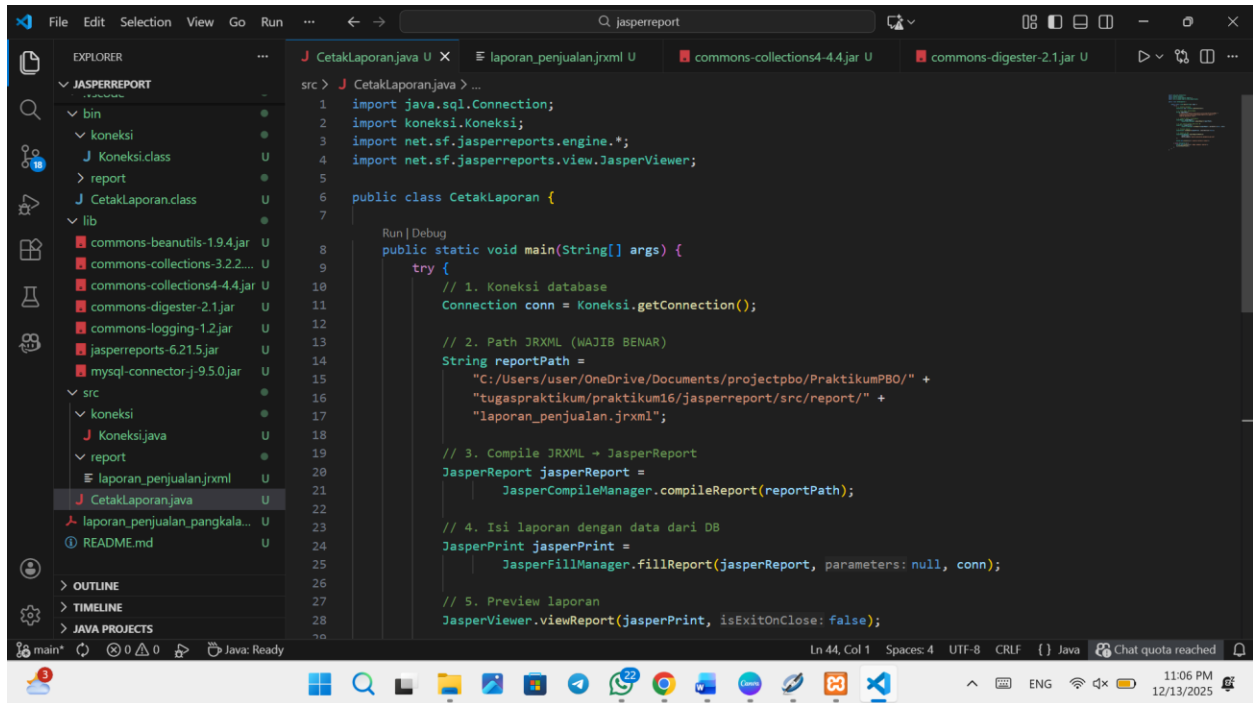 File Edit Selection View Go Run ··· jasperreport
EXPLORER
JASPERREPORT
.vscode
bin
koneksi
J Koneksi.class U
report
J CetakLaporan.class U
lib
commons-beanutils-1.9.4.jar U
commons-collections-3.2.2.... U
commons-collections4-4.4.jar U
commons-digester-2.1.jar U
commons-logging-1.2.jar U
jasperreports-6.21.5.jar U
mysql-connector-j-9.5.0.jar U
src
koneksi
J Koneksi.java U
report
laporan_penjualan.jrxml U
J CetakLaporan.java U
laporan_penjualan_pangkala... U
README.md U
OUTLINE
TIMELINE
JAVA PROJECTS
18
J CetakLaporan.java U laporan_penjualan.jrxml U commons-collections4-4.4.jar U commons-digester-2.1.jar U
src > J CetakLaporan.java > ...
1 import java.sql.Connection;
2 import koneksi.Koneksi;
3 import net.sf.jasperreports.engine.*;
4 import net.sf.jasperreports.view.JasperViewer;
5
6 public class CetakLaporan {
7
Run | Debug
8 public static void main(String[] args) {
9 try {
10 // 1. Koneksi database
11 Connection conn = Koneksi.getConnection();
12
13 // 2. Path JRXML (WAJIB BENAR)
14 String reportPath =
15 "C:/Users/user/OneDrive/Documents/projectpbo/PraktikumPBO/" +
16 "tugaspraktikum/praktikum16/jasperreport/src/report/" +
17 "laporan_penjualan.jrxml";
18
19 // 3. Compile JRXML → JasperReport
20 JasperReport jasperReport =
21 JasperCompileManager.compileReport(reportPath);
22
23 // 4. Isi laporan dengan data dari DB
24 JasperPrint jasperPrint =
25 JasperFillManager.fillReport(jasperReport, parameters: null, conn);
26
27 // 5. Preview laporan
28 JasperViewer.viewReport(jasperPrint, isExitOnClose: false);
29
main* 0 0 Java: Ready Ln 44, Col 1 Spaces: 4 UTF-8 CRLF {} Java Chat quota reached
3 22 Canva ENG 11:06 PM
12/13/2025